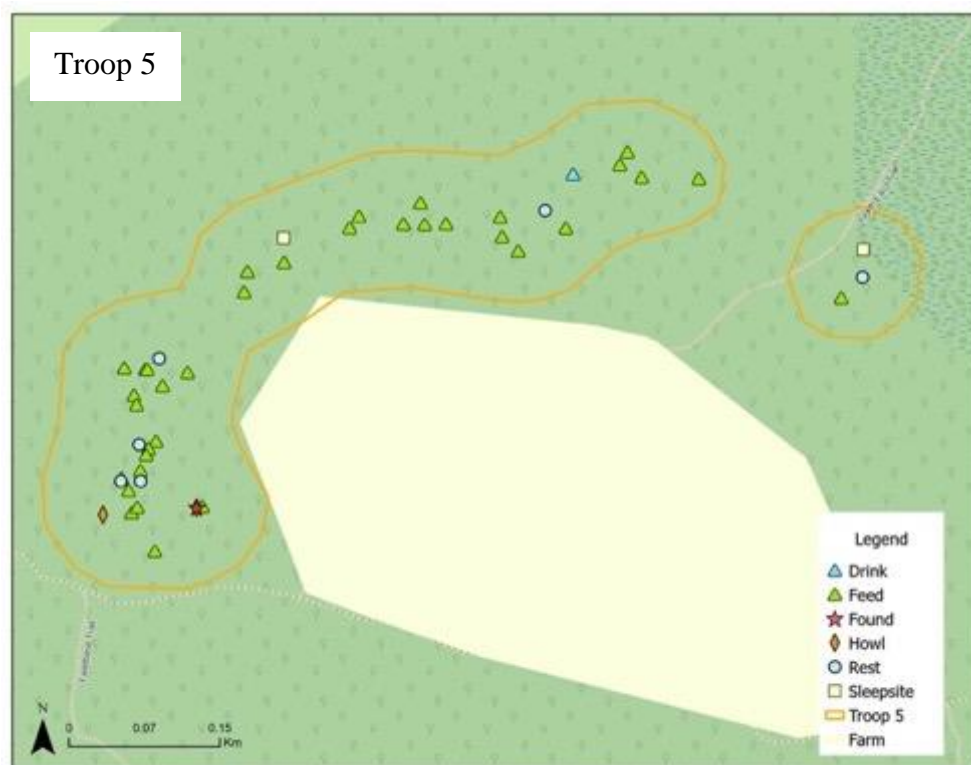 Troop 5
Legend
Drink
Feed
Found
Howl
Rest
Sleepsite
Troop 5
Farm
N
0 0.07 0.15
Km